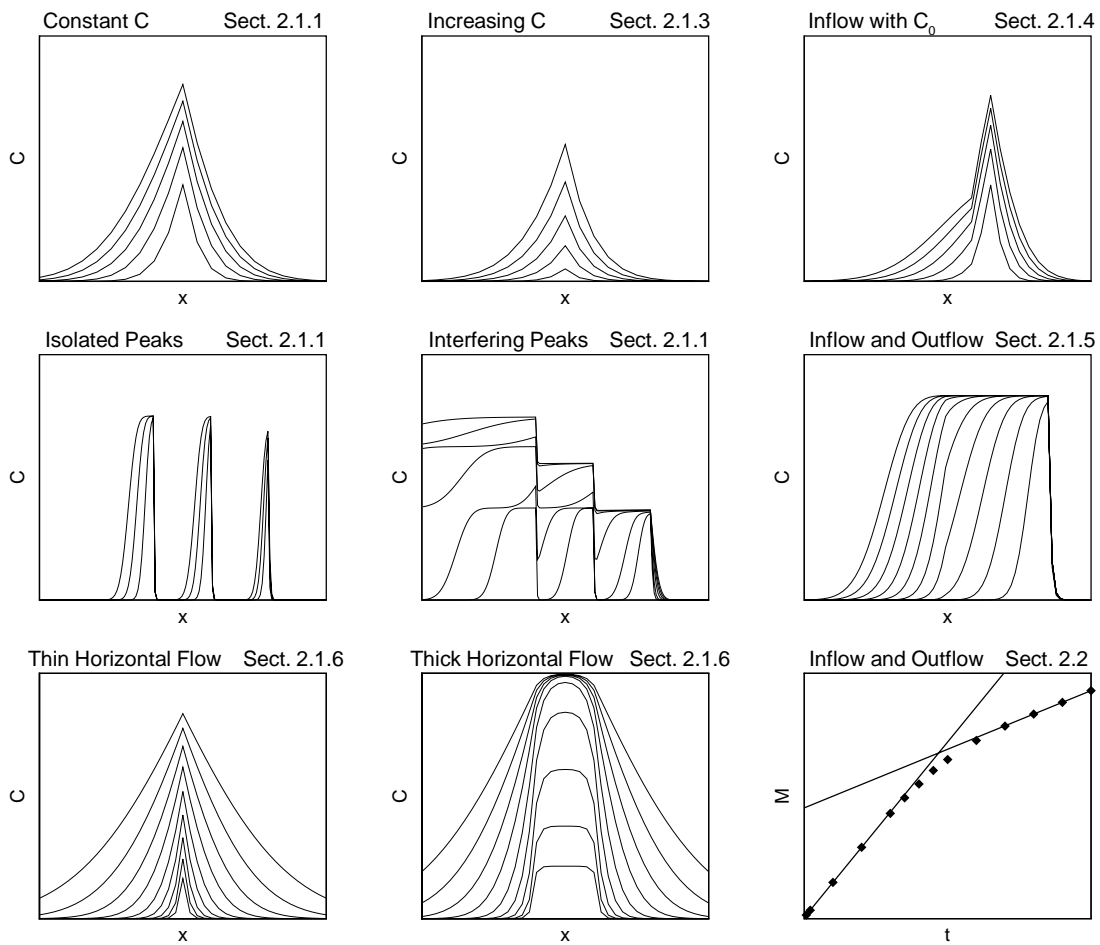 Constant C Sect. 2.1.1
C
x
Increasing C Sect. 2.1.3
C
x
Inflow with C0 Sect. 2.1.4
C
x
Isolated Peaks Sect. 2.1.1
C
x
Interfering Peaks Sect. 2.1.1
C
x
Inflow and Outflow Sect. 2.1.5
C
x
Thin Horizontal Flow Sect. 2.1.6
C
x
Thick Horizontal Flow Sect. 2.1.6
C
x
Inflow and Outflow Sect. 2.2
M
t